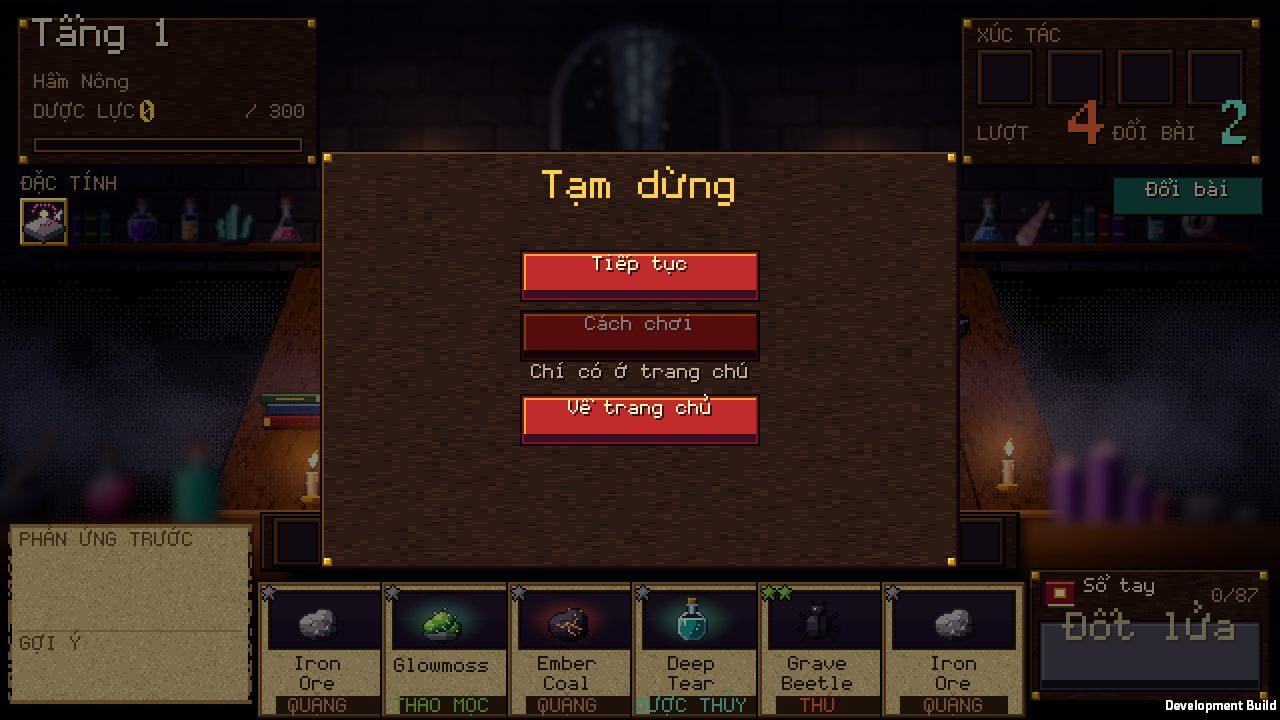 Tầng 1
Hầm Nông
DƯỢC LỰC 0 / 300
ĐẶC TÍNH
XÚC TÁC
LƯỢT 4 ĐỔI BÀI 2
Đổi bài
Tạm dừng
Tiếp tục
Cách chơi
Chỉ có ở trang chủ
Về trang chủ
PHẢN ỨNG TRƯỚC
GỢI Ý
Iron
Ore
QUẶNG
Glowmoss
THẢO MỘC
Ember
Coal
QUẶNG
Deep
Tear
DƯỢC THỦY
Grave
Beetle
THÚ
Iron
Ore
QUẶNG
Sổ tay
0/87
Đốt lửa
Development Build